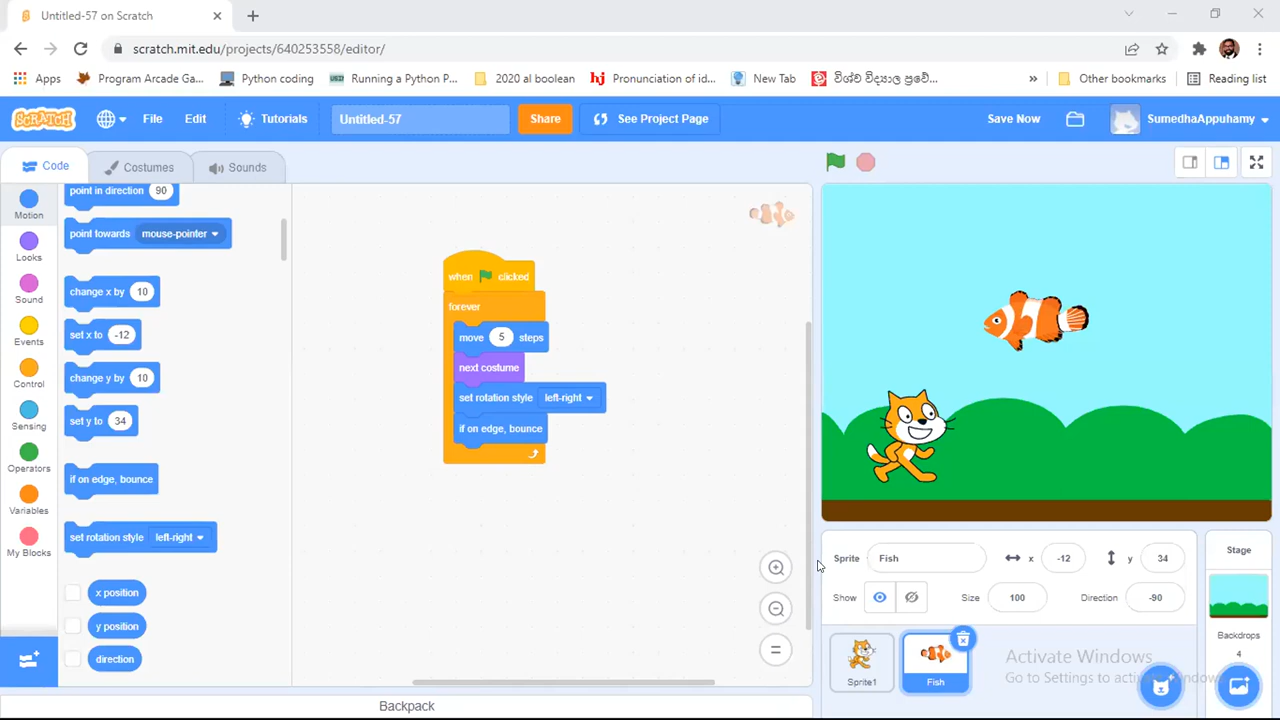 Untitled-57 on Scratch
scratch.mit.edu/projects/640253558/editor/
Apps Program Arcade Ga... Python coding Running a Python P... 2020 al boolean hj Pronunciation of id... New Tab විශ්ව විද්‍යාල ප්‍රවේ... » Other bookmarks Reading list
SCRATCH File Edit Tutorials Untitled-57 Share See Project Page Save Now SumedhaAppuhamy
Code Costumes Sounds
Motion
Looks
Sound
Events
Control
Sensing
Operators
Variables
My Blocks
point in direction 90
point towards mouse-pointer
change x by 10
set x to -12
change y by 10
set y to 34
if on edge, bounce
set rotation style left-right
x position
y position
direction
when clicked
forever
move 5 steps
next costume
set rotation style left-right
if on edge, bounce
Sprite Fish x -12 y 34
Show Size 100 Direction -90
Sprite1
Fish
Stage
Backdrops
4
Activate Windows
Go to Settings to activate Windows.
Backpack